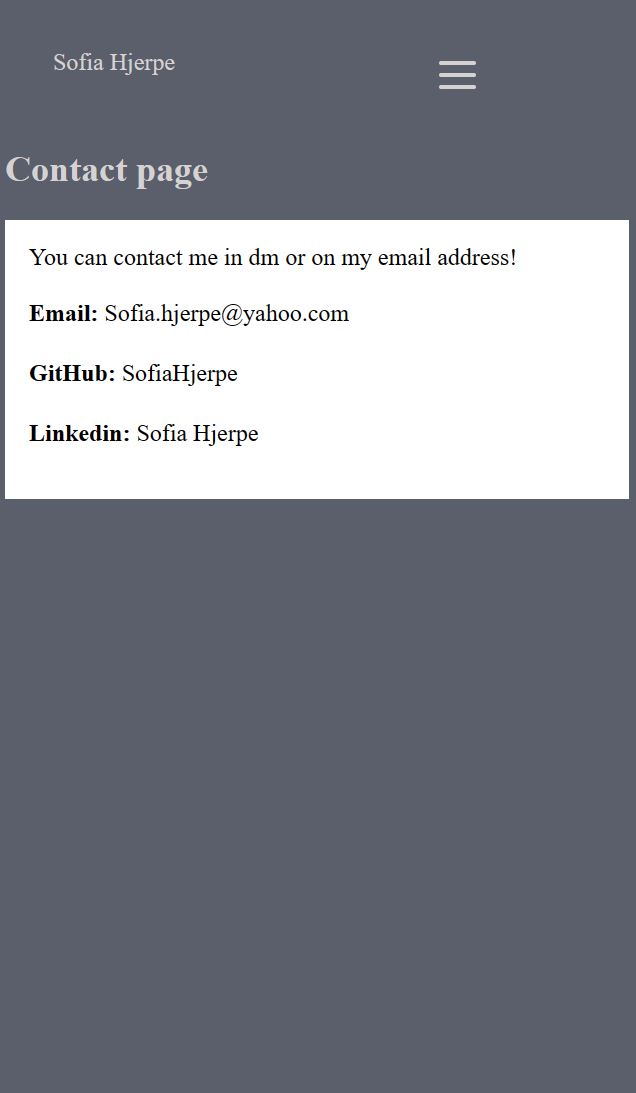 Sofia Hjerpe
Contact page
You can contact me in dm or on my email address!
Email: Sofia.hjerpe@yahoo.com
GitHub: SofiaHjerpe
Linkedin: Sofia Hjerpe